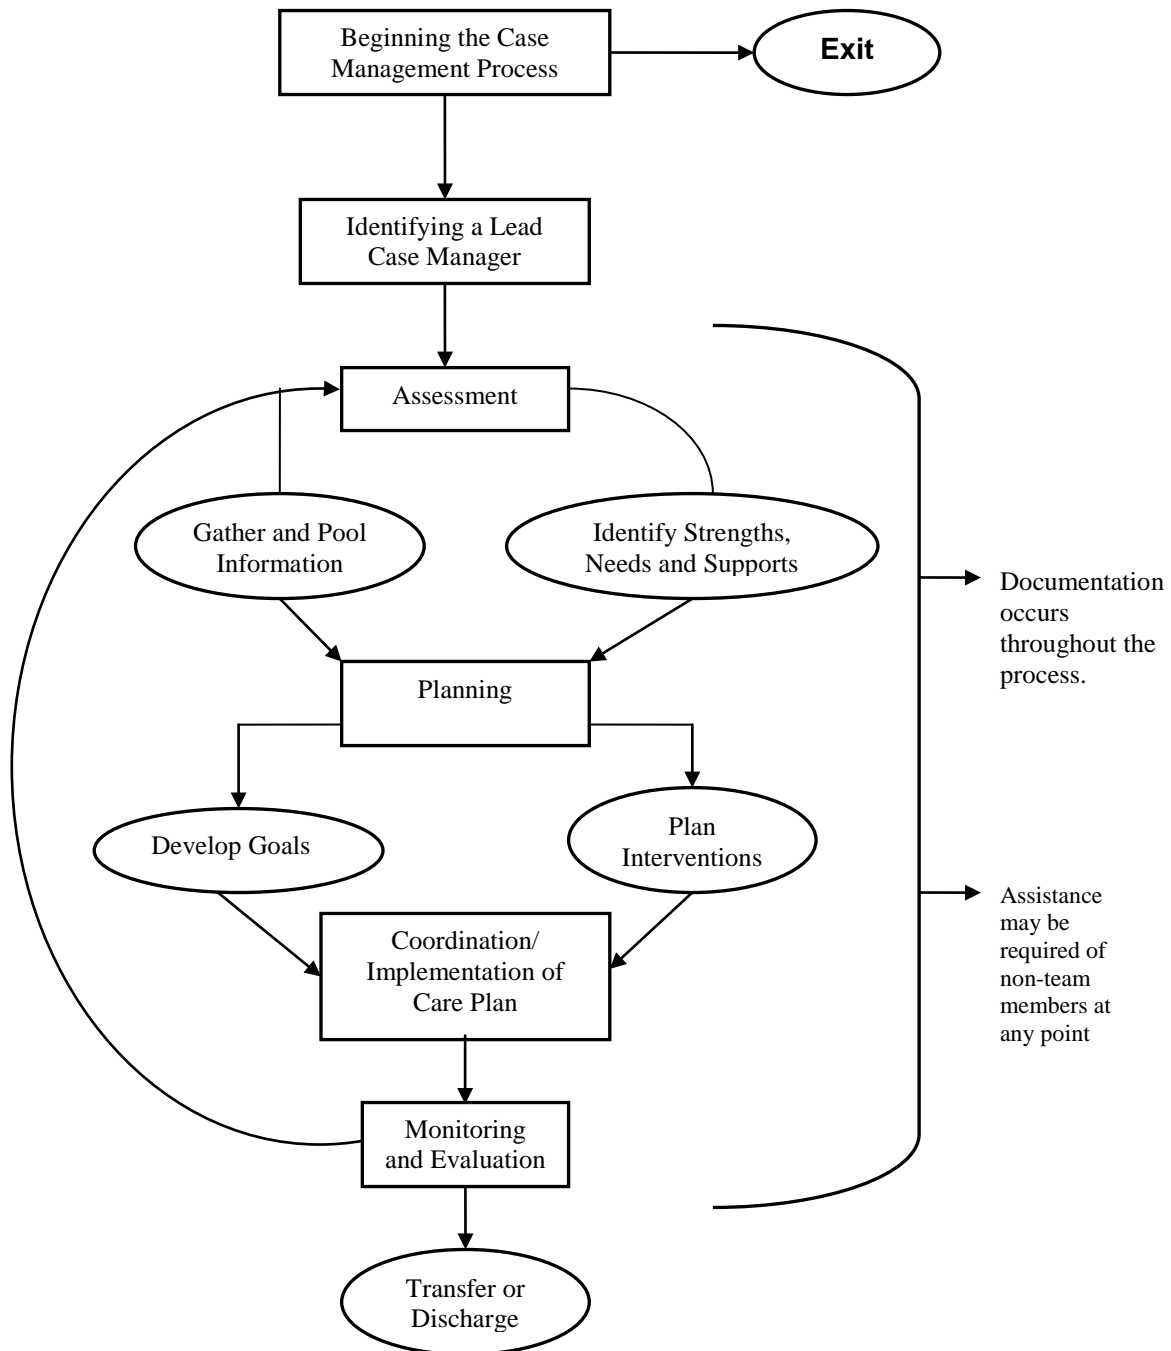 Beginning the Case
Management Process
Exit
Identifying a Lead
Case Manager
Assessment
Gather and Pool
Information
Identify Strengths,
Needs and Supports
Documentation
occurs
throughout the
process.
Planning
Develop Goals
Plan
Interventions
Assistance
may be
required of
non-team
members at
any point
Coordination/
Implementation of
Care Plan
Monitoring
and Evaluation
Transfer or
Discharge